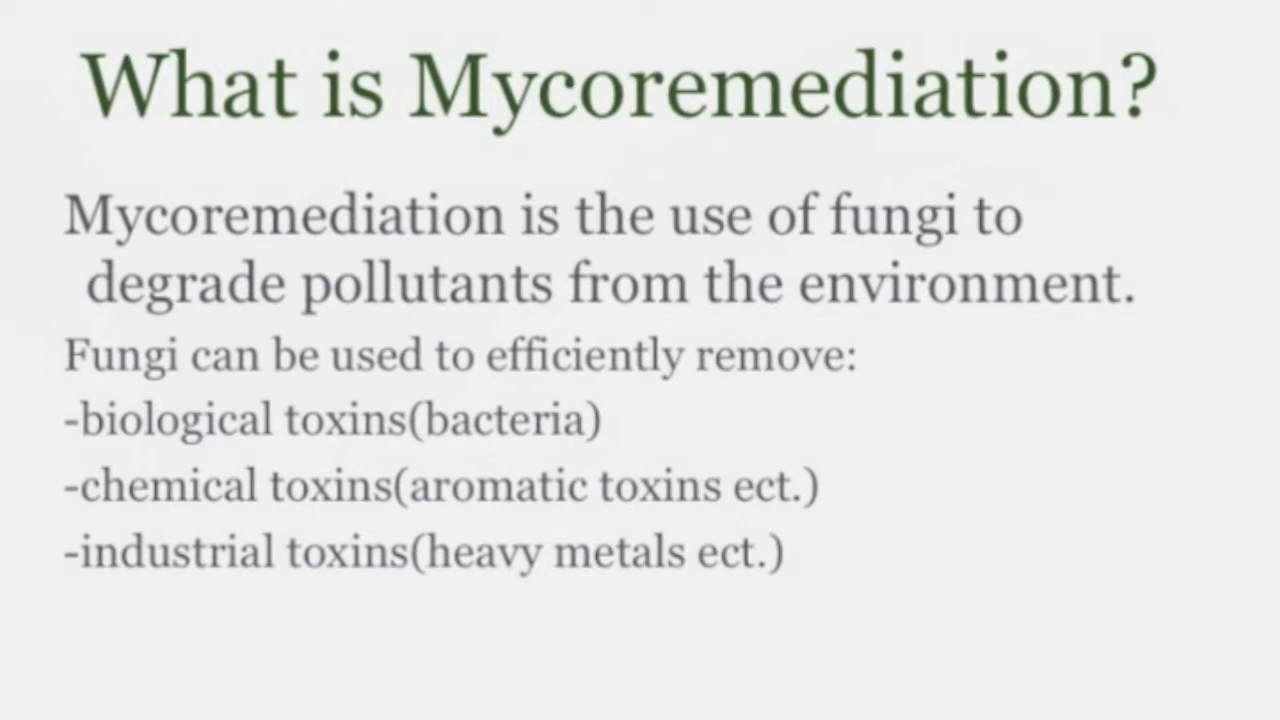 What is Mycoremediation?
Mycoremediation is the use of fungi to
degrade pollutants from the environment.
Fungi can be used to efficiently remove:
-biological toxins(bacteria)
-chemical toxins(aromatic toxins ect.)
-industrial toxins(heavy metals ect.)